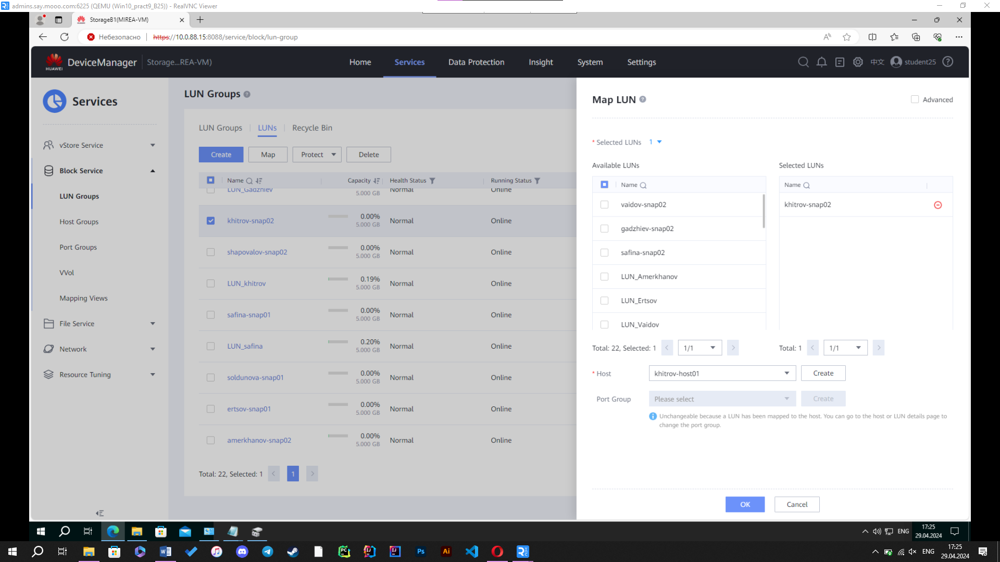 admins.say.mooo.com:6225 (QEMU (Win10_pract9_B25)) - RealVNC Viewer
StorageB1(MIREA-VM)
Небезопасно
https://10.0.88.15:8088/service/block/lun-group
HUAWEI
DeviceManager
Storage...REA-VM)
Home
Services
Data Protection
Insight
System
Settings
中文
student25
Services
vStore Service
Block Service
LUN Groups
Host Groups
Port Groups
VVol
Mapping Views
File Service
Network
Resource Tuning
LUN Groups
LUN Groups
LUNs
Recycle Bin
Create
Map
Protect
Delete
Name
Capacity
Health Status
Running Status
LUN_Gadzhiev 5.000 GB Normal Online
khitrov-snap02 0.00% 5.000 GB Normal Online
shapovalov-snap02 0.00% 5.000 GB Normal Online
LUN_khitrov 0.19% 5.000 GB Normal Online
safina-snap01 0.00% 5.000 GB Normal Online
LUN_safina 0.20% 5.000 GB Normal Online
soldunova-snap01 0.00% 5.000 GB Normal Online
ertsov-snap01 0.00% 5.000 GB Normal Online
amerkhanov-snap02 0.00% 5.000 GB Normal Online
Total: 22, Selected: 1
1
Map LUN
Advanced
* Selected LUNs 1
Available LUNs
Name
vaidov-snap02
gadzhiev-snap02
safina-snap02
LUN_Amerkhanov
LUN_Ertsov
LUN_Vaidov
Total: 22, Selected: 1
1/1
Selected LUNs
Name
khitrov-snap02
Total: 1
1/1
* Host
khitrov-host01
Create
Port Group
Please select
Create
Unchangeable because a LUN has been mapped to the host. You can go to the host or LUN details page to
change the port group.
OK
Cancel
ENG
17:25
29.04.2024
Ps
Ai
ENG
17:25
29.04.2024